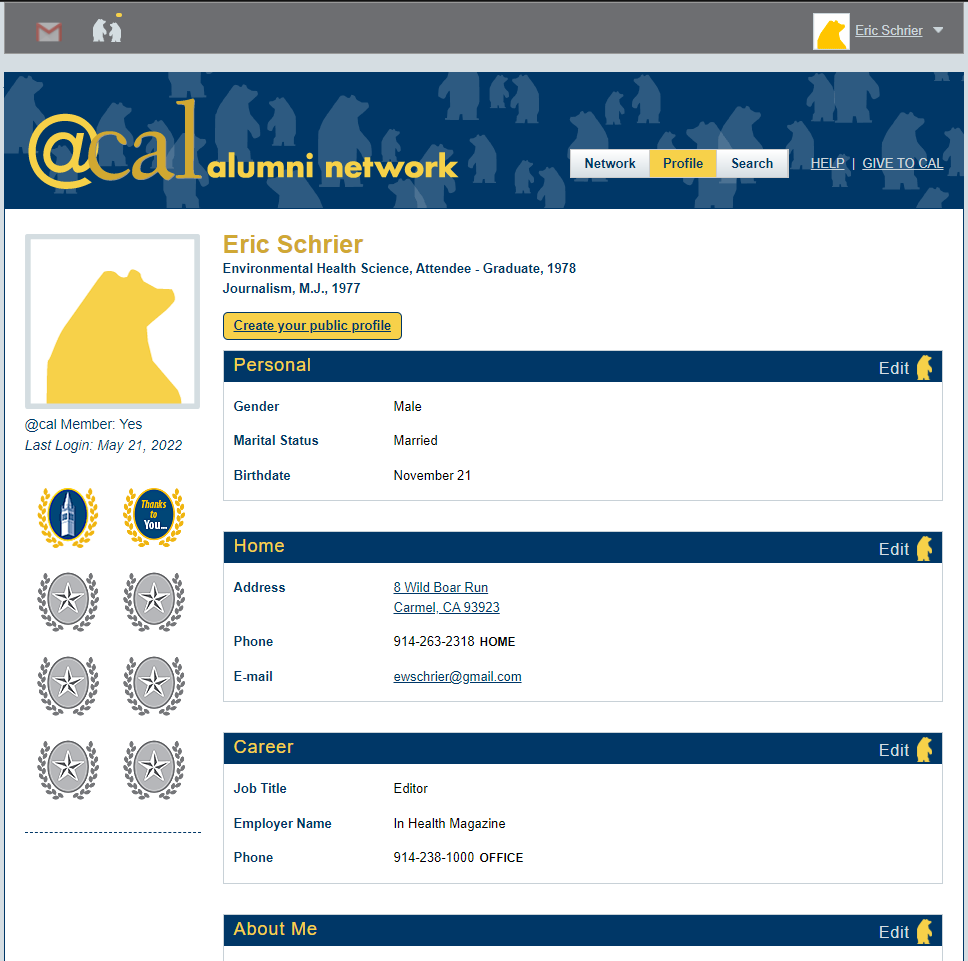 Eric Schrier
@cal alumni network
Network Profile Search HELP | GIVE TO CAL
Eric Schrier
Environmental Health Science, Attendee - Graduate, 1978
Journalism, M.J., 1977
Create your public profile
@cal Member: Yes
Last Login: May 21, 2022
Thanks
to
You...
Personal Edit
Gender Male
Marital Status Married
Birthdate November 21
Home Edit
Address 8 Wild Boar Run
Carmel, CA 93923
Phone 914-263-2318 HOME
E-mail ewschrier@gmail.com
Career Edit
Job Title Editor
Employer Name In Health Magazine
Phone 914-238-1000 OFFICE
About Me Edit